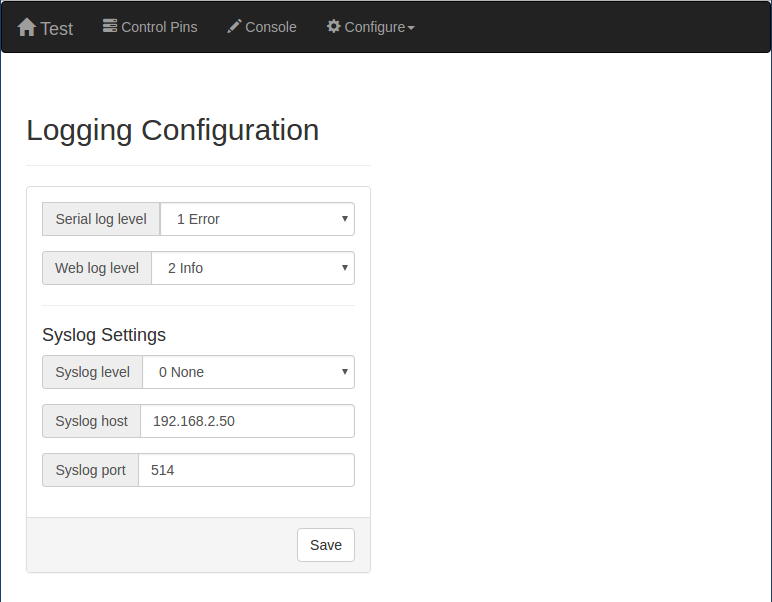 Test Control Pins Console Configure
Logging Configuration
Serial log level 1 Error
Web log level 2 Info
Syslog Settings
Syslog level 0 None
Syslog host 192.168.2.50
Syslog port 514
Save